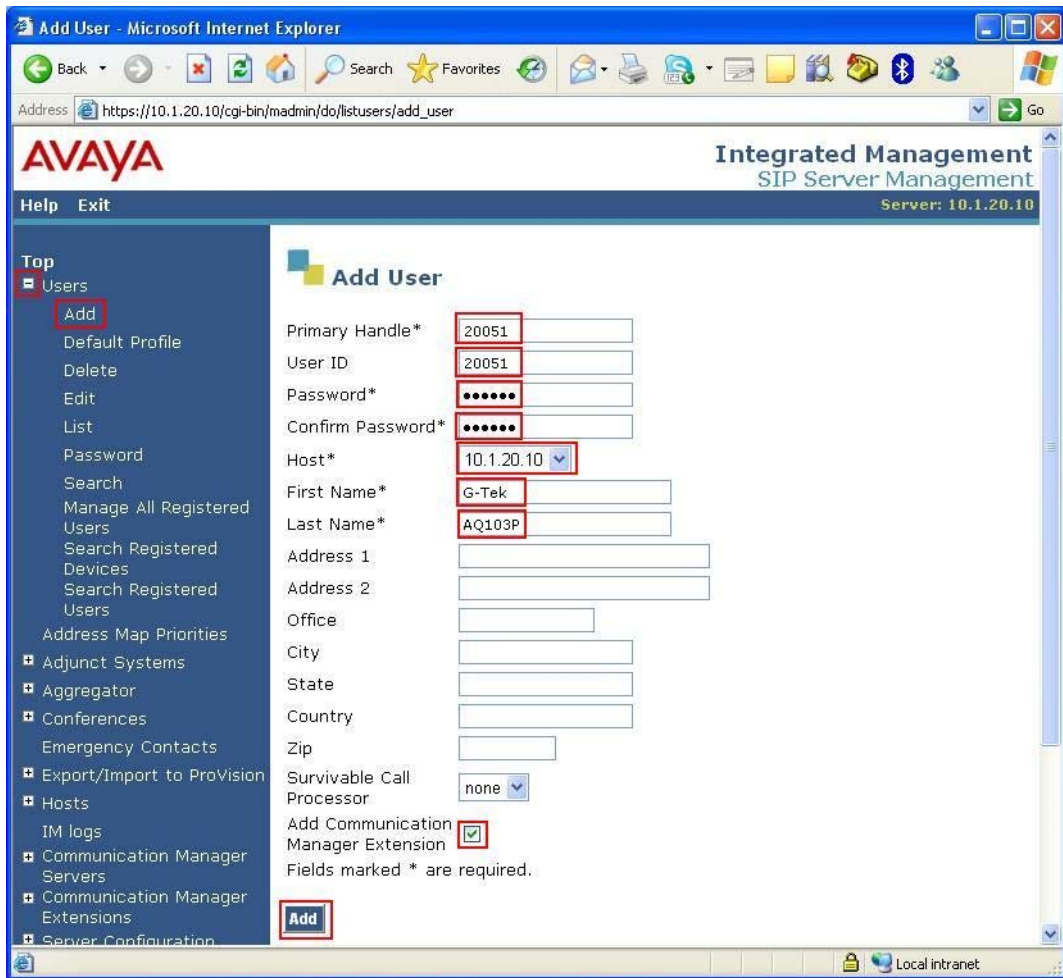 Add User - Microsoft Internet Explorer
Back
Search
Favorites
Address https://10.1.20.10/cgi-bin/madmin/do/listusers/add_user
Go
AVAYA
Integrated Management
SIP Server Management
Help Exit
Server: 10.1.20.10
Top
Users
Add
Default Profile
Delete
Edit
List
Password
Search
Manage All Registered
Users
Search Registered
Devices
Search Registered
Users
Address Map Priorities
Adjunct Systems
Aggregator
Conferences
Emergency Contacts
Export/Import to ProVision
Hosts
IM logs
Communication Manager
Servers
Communication Manager
Extensions
Server Configuration
Add User
Primary Handle* 20051
User ID 20051
Password* ••••••
Confirm Password* ••••••
Host* 10.1.20.10
First Name* G-Tek
Last Name* AQ103P
Address 1
Address 2
Office
City
State
Country
Zip
Survivable Call
Processor none
Add Communication
Manager Extension
Fields marked * are required.
Add
Local intranet